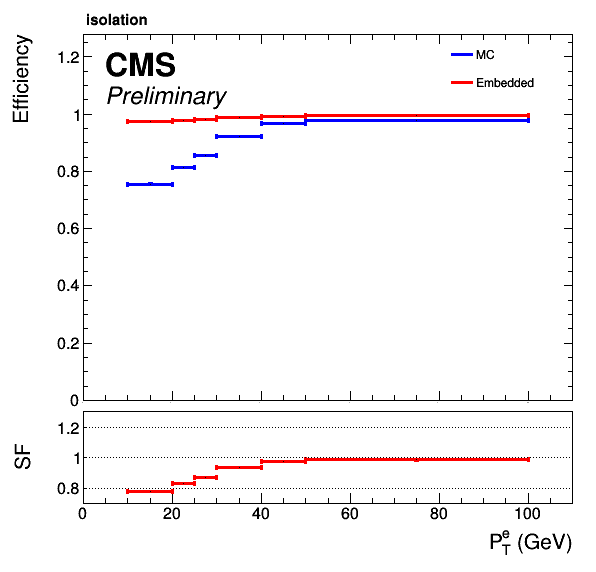 isolation
CMS
Preliminary
MC
Embedded
Efficiency
1.2
1
0.8
0.6
0.4
0.2
0
SF
1.2
1
0.8
0 20 40 60 80 100
P_T^e (GeV)